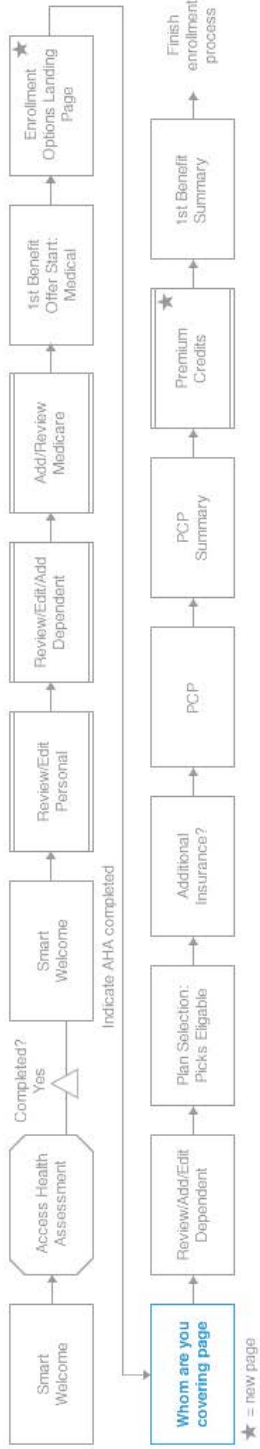 Smart
Welcome
Access Health
Assessment
Completed?
Yes
Smart
Welcome
Indicate AHA completed
Review/Edit
Personal
Review/Edit/Add
Dependent
Add/Review
Medicare
1st Benefit
Offer Start:
Medical
Enrollment
Options Landing
Page
Whom are you
covering page
Review/Add/Edit
Dependent
Plan Selection:
Picks Eligable
Additional
Insurance?
PCP
PCP
Summary
Premium
Credits
1st Benefit
Summary
Finish
enrollment
process
★ = new page